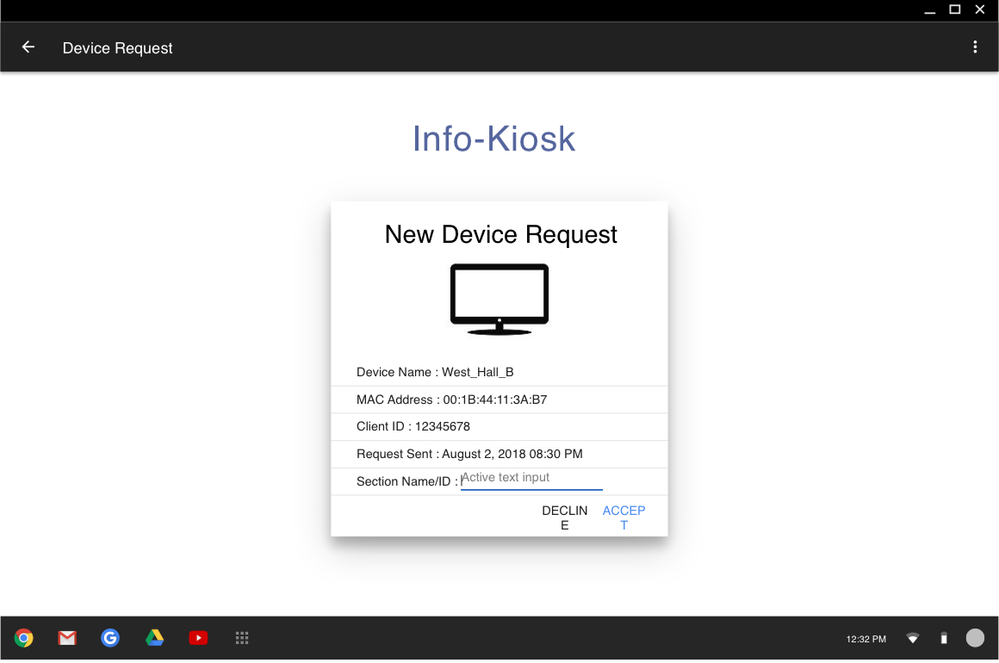 Device Request
Info-Kiosk
New Device Request
Device Name : West_Hall_B
MAC Address : 00:1B:44:11:3A:B7
Client ID : 12345678
Request Sent : August 2, 2018 08:30 PM
Section Name/ID : Active text input
DECLIN ACCEP
E T
12:32 PM